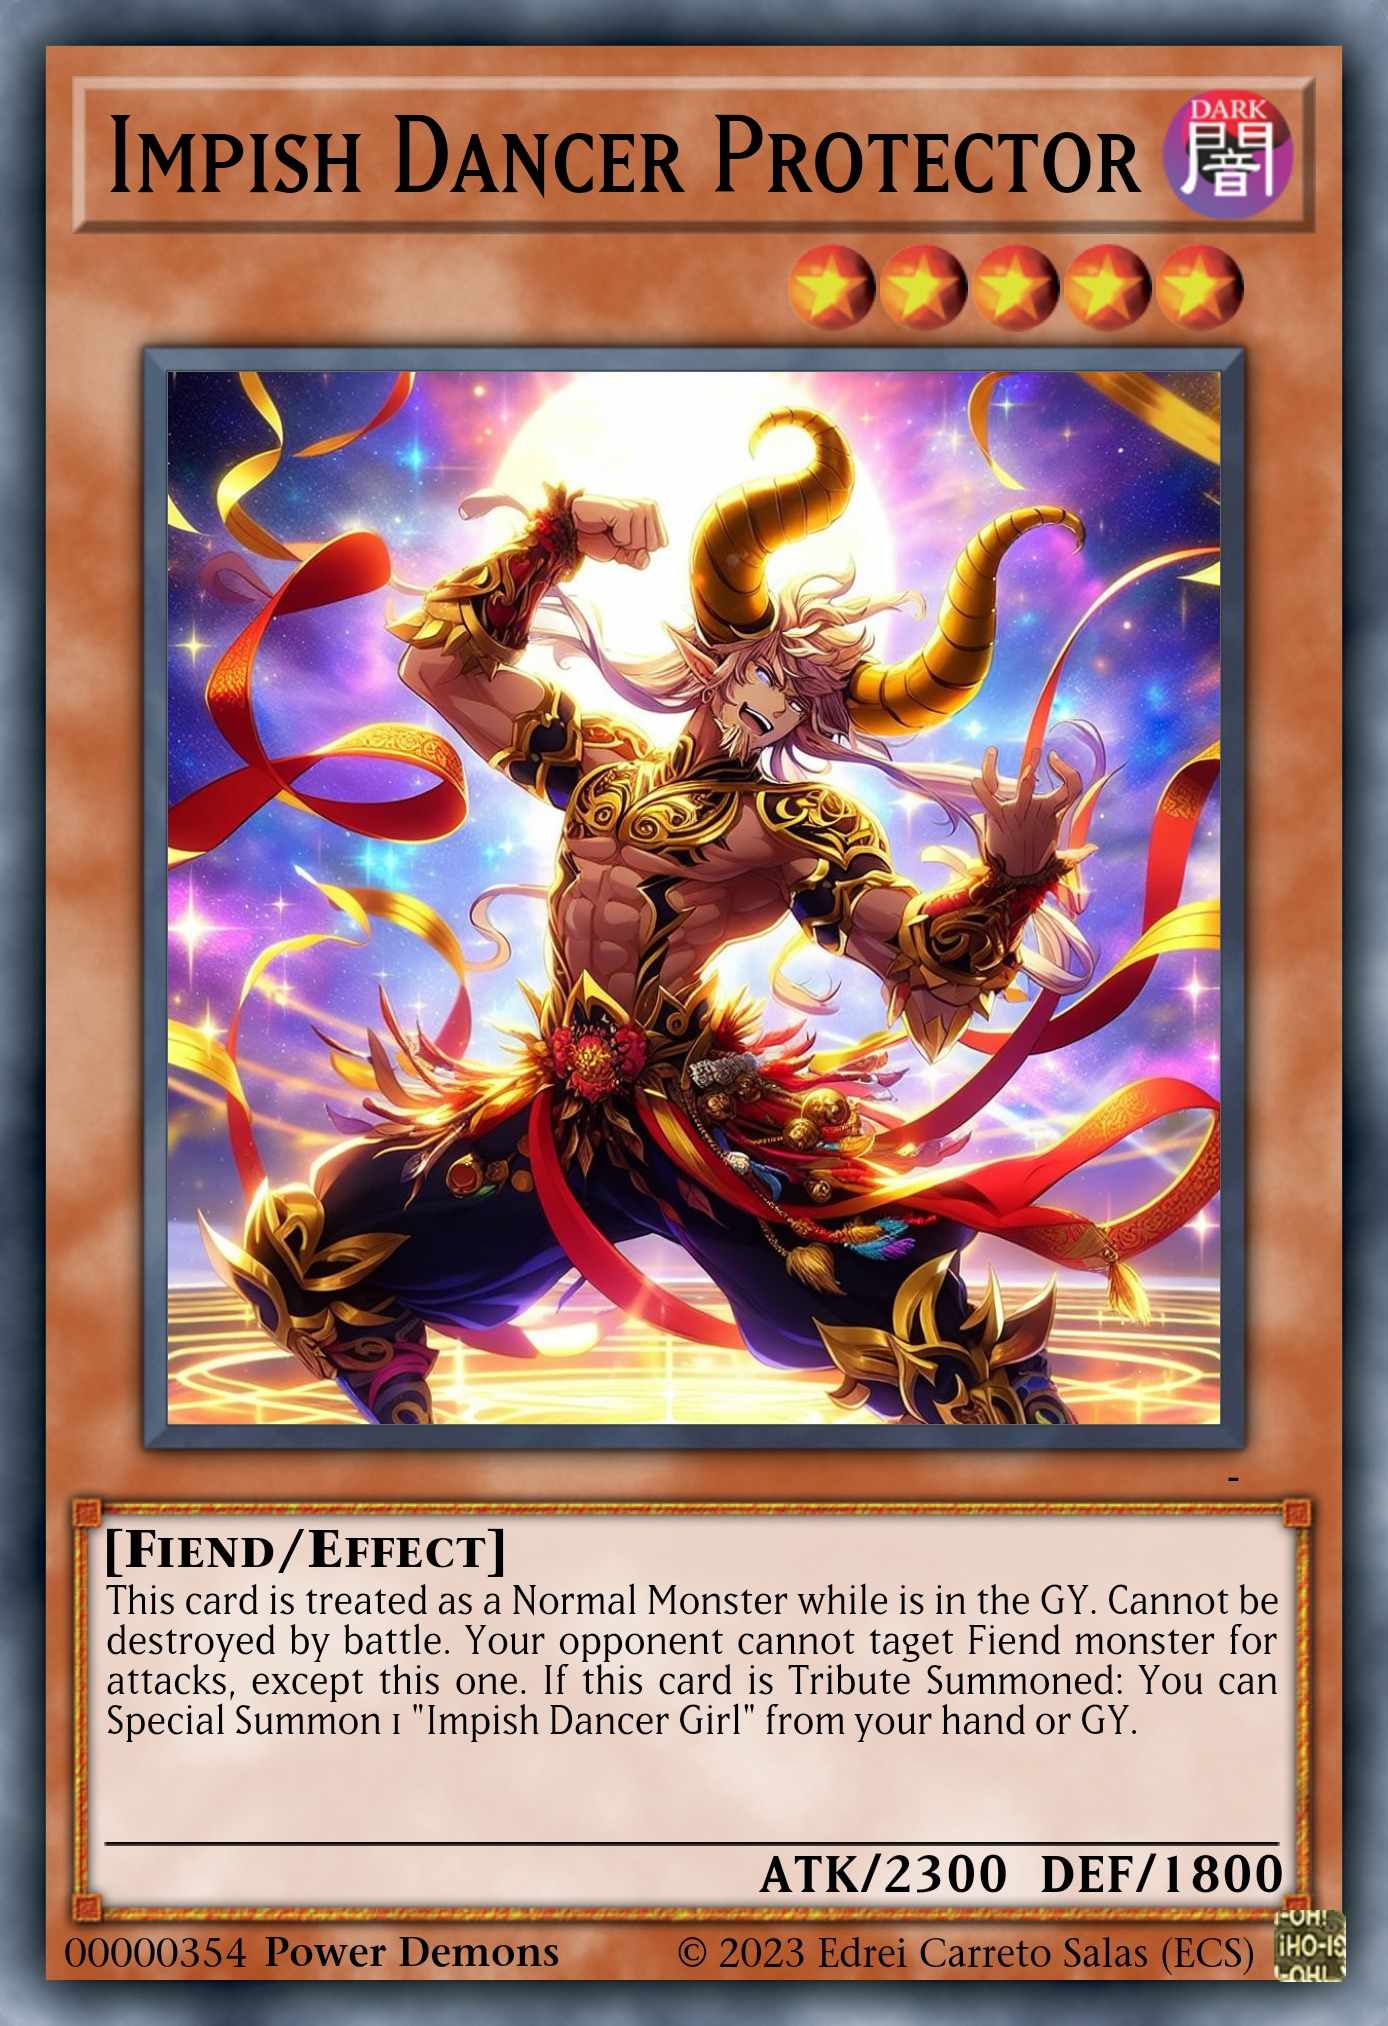 Impish Dancer Protector
DARK
闇
-
[Fiend/Effect]
This card is treated as a Normal Monster while is in the GY. Cannot be
destroyed by battle. Your opponent cannot taget Fiend monster for
attacks, except this one. If this card is Tribute Summoned: You can
Special Summon 1 "Impish Dancer Girl" from your hand or GY.
ATK/2300 DEF/1800
00000354 Power Demons © 2023 Edrei Carreto Salas (ECS)
-OH!